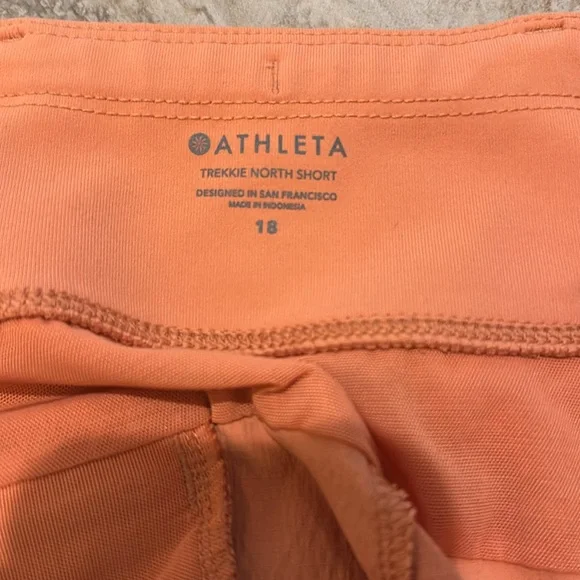 ATHLETA
TREKKIE NORTH SHORT
DESIGNED IN SAN FRANCISCO
MADE IN INDONESIA
18